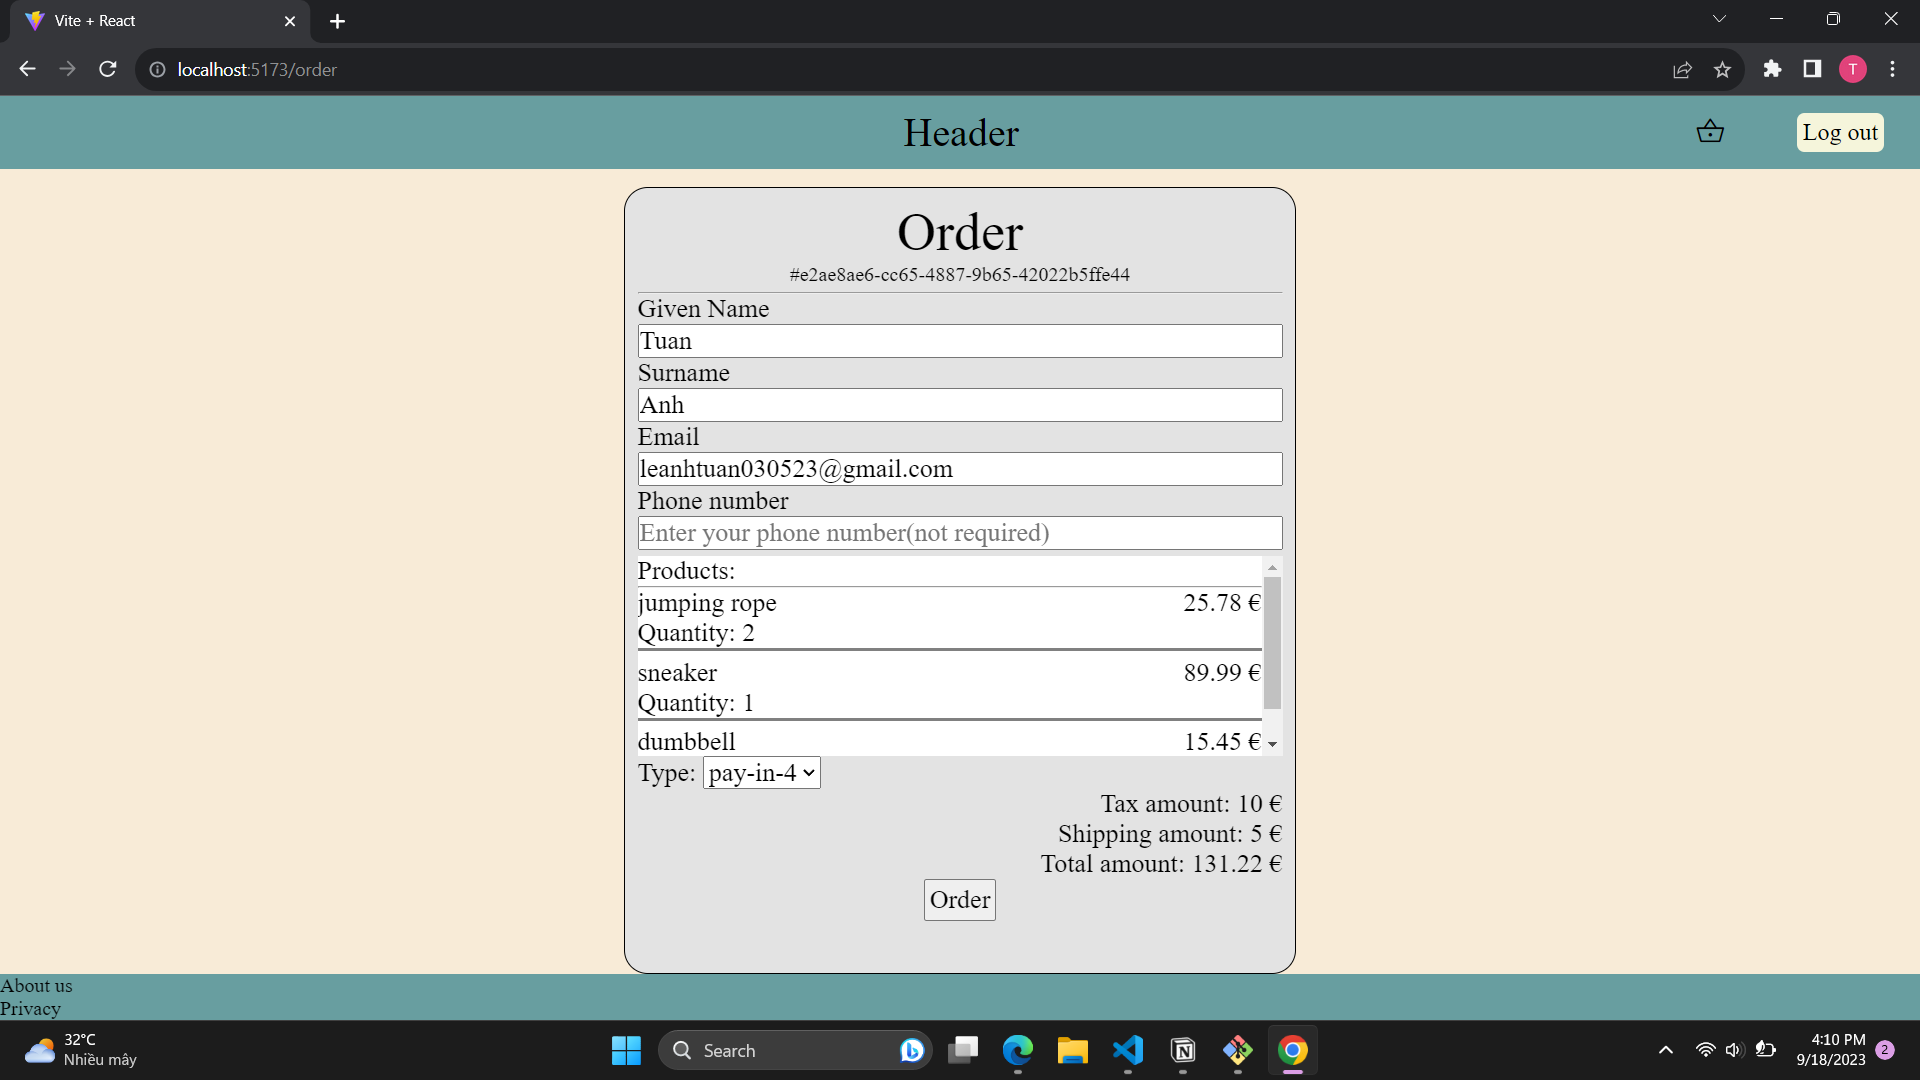 Vite + React
localhost:5173/order
T
Header
Log out
Order
#e2ae8ae6-cc65-4887-9b65-42022b5ffe44
Given Name
Tuan
Surname
Anh
Email
leanhtuan030523@gmail.com
Phone number
Enter your phone number(not required)
Products:
jumping rope 25.78 €
Quantity: 2
sneaker 89.99 €
Quantity: 1
dumbbell 15.45 €
Type: pay-in-4
Tax amount: 10 €
Shipping amount: 5 €
Total amount: 131.22 €
Order
About us
Privacy
32°C
Nhiều mây
Search
4:10 PM
9/18/2023
2